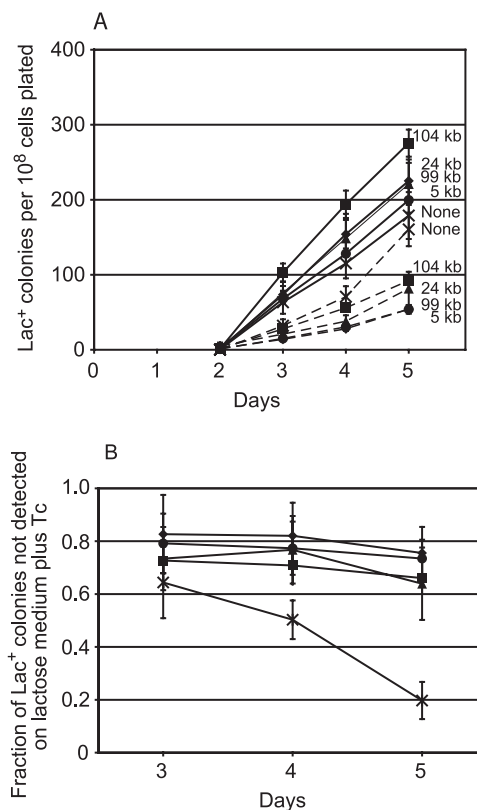 A
Lac+ colonies per 10^8 cells plated
400
300
200
100
0
104 kb
24 kb
99 kb
5 kb
None
None
104 kb
24 kb
99 kb
5 kb
0
1
2
3
4
5
Days
B
Fraction of Lac+ colonies not detected
on lactose medium plus Tc
1.0
0.8
0.6
0.4
0.2
0
3
4
5
Days